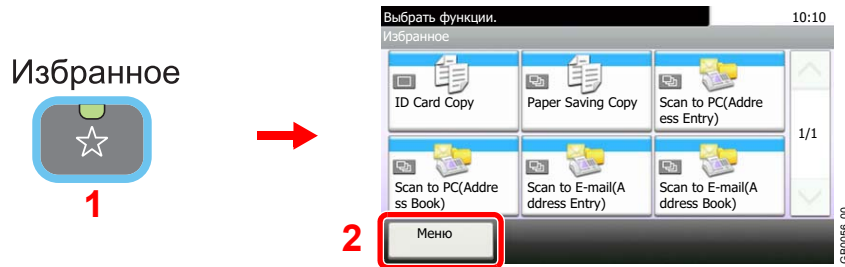 Избранное
1
Выбрать функции. 10:10
Избранное
ID Card Copy
Paper Saving Copy
Scan to PC(Addre
ess Entry)
1/1
Scan to PC(Addre
ss Book)
Scan to E-mail(A
ddress Entry)
Scan to E-mail(A
ddress Book)
2
Меню
GB0056_00